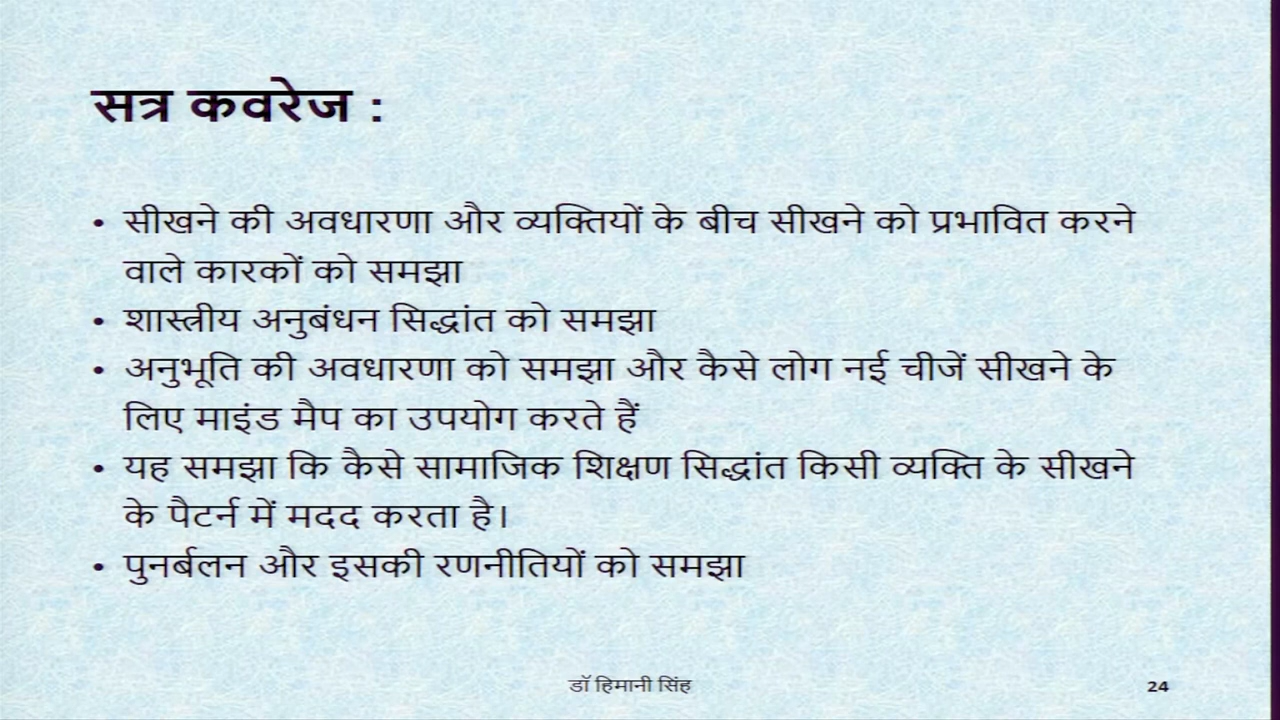 सत्र कवरेज :
• सीखने की अवधारणा और व्यक्तियों के बीच सीखने को प्रभावित करने
वाले कारकों को समझा
• शास्त्रीय अनुबंधन सिद्धांत को समझा
• अनुभूति की अवधारणा को समझा और कैसे लोग नई चीजें सीखने के
लिए माइंड मैप का उपयोग करते हैं
• यह समझा कि कैसे सामाजिक शिक्षण सिद्धांत किसी व्यक्ति के सीखने
के पैटर्न में मदद करता है।
• पुनर्बलन और इसकी रणनीतियों को समझा
डॉ हिमानी सिंह
24